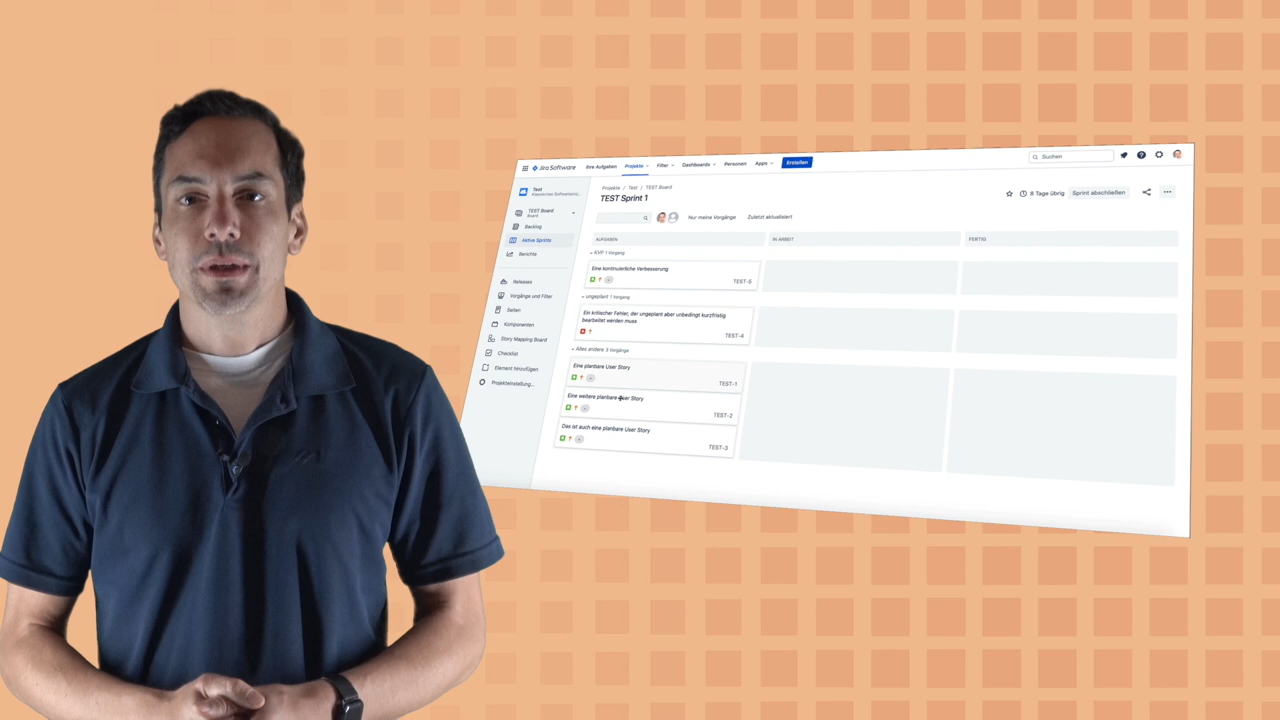 Jira Software Ihre Aufgaben Projekte Filter Dashboards Personen Apps Erstellen Suchen
Test
Klassisches Softwareproj...
TEST Board
Board
Backlog
Aktive Sprints
Berichte
Releases
Vorgänge und Filter
Seiten
Komponenten
Story Mapping Board
Checklist
Element hinzufügen
Projekteinstellung...
Projekte / Test / TEST Board
TEST Sprint 1
8 Tage übrig Sprint abschließen
Nur meine Vorgänge Zuletzt aktualisiert
AUFGABEN IN ARBEIT FERTIG
KVP 1 Vorgang
Eine kontinuierliche Verbesserung
TEST-5
ungeplant 1 Vorgang
Ein kritischer Fehler, der ungeplant aber unbedingt kurzfristig
bearbeitet werden muss
TEST-4
Alles andere 3 Vorgänge
Eine planbare User Story
TEST-1
Eine weitere planbare User Story
TEST-2
Das ist auch eine planbare User Story
TEST-3